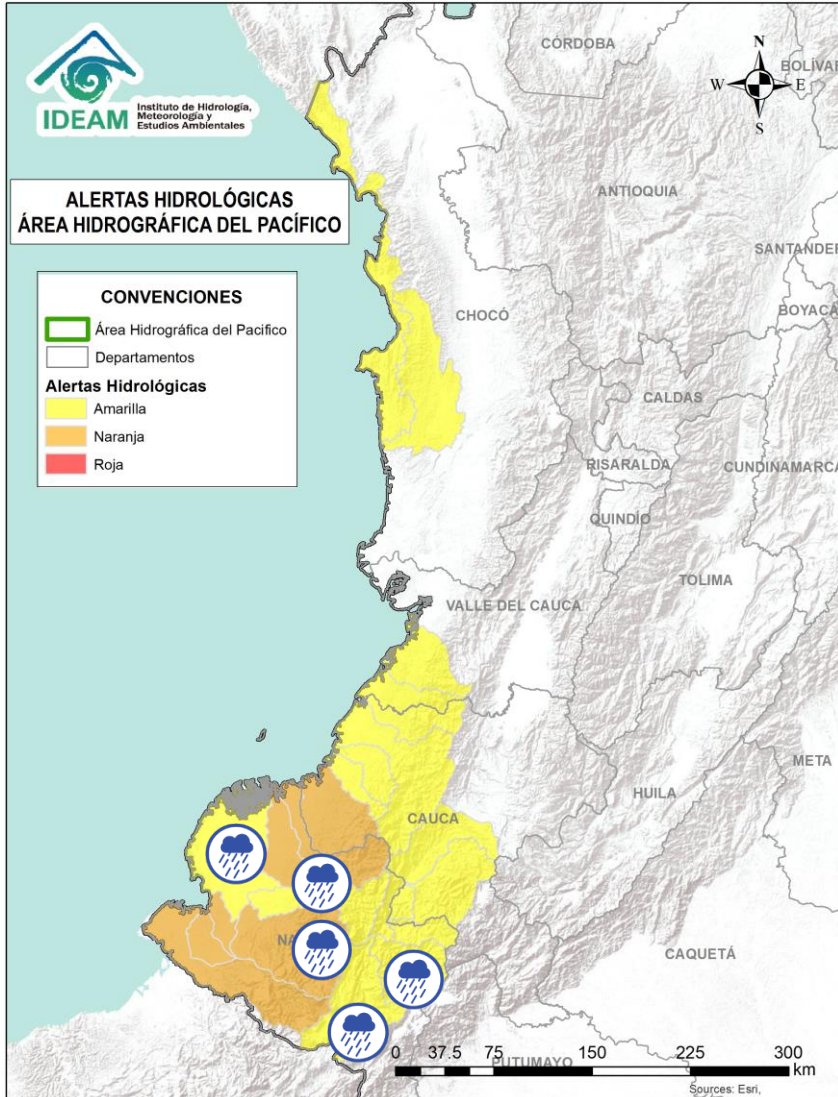 IDEAM
Instituto de Hidrología,
Meteorología y
Estudios Ambientales
ALERTAS HIDROLÓGICAS
ÁREA HIDROGRÁFICA DEL PACÍFICO
CONVENCIONES
Área Hidrográfica del Pacifico
Departamentos
Alertas Hidrológicas
Amarilla
Naranja
Roja
N
W E
S
CÓRDOBA
BOLÍVAR
ANTIOQUIA
SANTANDER
BOYACÁ
CHOCÓ
CALDAS
RISARALDA
CUNDINAMARCA
QUINDÍO
TOLIMA
VALLE DEL CAUCA
META
HUILA
CAUCA
NA
CAQUETÁ
PUTUMAYO
0 37.5 75 150 225 300
km
Sources: Esri,